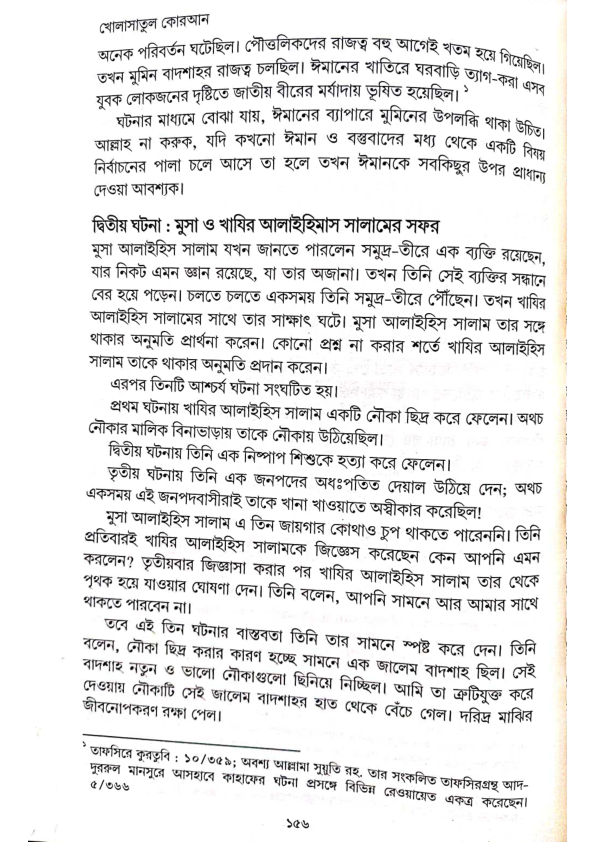 খোলাসাতুল কোরআন
অনেক পরিবর্তন ঘটেছিল। পৌত্তলিকদের রাজত্ব বহু আগেই খতম হয়ে গিয়েছিল।
তখন মুমিন বাদশাহর রাজত্ব চলছিল। ঈমানের খাতিরে ঘরবাড়ি ত্যাগ-করা এসব
যুবক লোকজনের দৃষ্টিতে জাতীয় বীরের মর্যাদায় ভূষিত হয়েছিল।১
ঘটনার মাধ্যমে বোঝা যায়, ঈমানের ব্যাপারে মুমিনের উপলব্ধি থাকা উচিত।
আল্লাহ না করুক, যদি কখনো ঈমান ও বস্তুবাদের মধ্য থেকে একটি বিষয়
নির্বাচনের পালা চলে আসে তা হলে তখন ঈমানকে সবকিছুর উপর প্রাধান্য
দেওয়া আবশ্যক।
দ্বিতীয় ঘটনা : মুসা ও খাযির আলাইহিমাস সালামের সফর
মুসা আলাইহিস সালাম যখন জানতে পারলেন সমুদ্র-তীরে এক ব্যক্তি রয়েছেন,
যার নিকট এমন জ্ঞান রয়েছে, যা তার অজানা। তখন তিনি সেই ব্যক্তির সন্ধানে
বের হয়ে পড়েন। চলতে চলতে একসময় তিনি সমুদ্র-তীরে পৌঁছেন। তখন খাযির
আলাইহিস সালামের সাথে তার সাক্ষাৎ ঘটে। মুসা আলাইহিস সালাম তার সঙ্গে
থাকার অনুমতি প্রার্থনা করেন। কোনো প্রশ্ন না করার শর্তে খাযির আলাইহিস
সালাম তাকে থাকার অনুমতি প্রদান করেন।
এরপর তিনটি আশ্চর্য ঘটনা সংঘটিত হয়।
প্রথম ঘটনায় খাযির আলাইহিস সালাম একটি নৌকা ছিদ্র করে ফেলেন। অথচ
নৌকার মালিক বিনাভাড়ায় তাকে নৌকায় উঠিয়েছিল।
দ্বিতীয় ঘটনায় তিনি এক নিষ্পাপ শিশুকে হত্যা করে ফেলেন।
তৃতীয় ঘটনায় তিনি এক জনপদের অধঃপতিত দেয়াল উঠিয়ে দেন; অথচ
একসময় এই জনপদবাসীরাই তাকে খানা খাওয়াতে অস্বীকার করেছিল!
মুসা আলাইহিস সালাম এ তিন জায়গার কোথাও চুপ থাকতে পারেননি। তিনি
প্রতিবারই খাযির আলাইহিস সালামকে জিজ্ঞেস করেছেন কেন আপনি এমন
করলেন? তৃতীয়বার জিজ্ঞাসা করার পর খাযির আলাইহিস সালাম তার থেকে
পৃথক হয়ে যাওয়ার ঘোষণা দেন। তিনি বলেন, আপনি সামনে আর আমার সাথে
থাকতে পারবেন না।
তবে এই তিন ঘটনার বাস্তবতা তিনি তার সামনে স্পষ্ট করে দেন। তিনি
বলেন, নৌকা ছিদ্র করার কারণ হচ্ছে সামনে এক জালেম বাদশাহ ছিল। সেই
বাদশাহ নতুন ও ভালো নৌকাগুলো ছিনিয়ে নিচ্ছিল। আমি তা ত্রুটিযুক্ত করে
দেওয়ায় নৌকাটি সেই জালেম বাদশাহর হাত থেকে বেঁচে গেল। দরিদ্র মাঝির
জীবনোপকরণ রক্ষা পেল।
১ তাফসিরে কুরতুবি : ১০/৩৫৯; অবশ্য আল্লামা সুয়ুতি রহ. তার সংকলিত তাফসিরগ্রন্থ আদ-
দুররুল মানসুরে আসহাবে কাহাফের ঘটনা প্রসঙ্গে বিভিন্ন রেওয়ায়েত একত্র করেছেন।
৫/৩৬৬
১৫৬